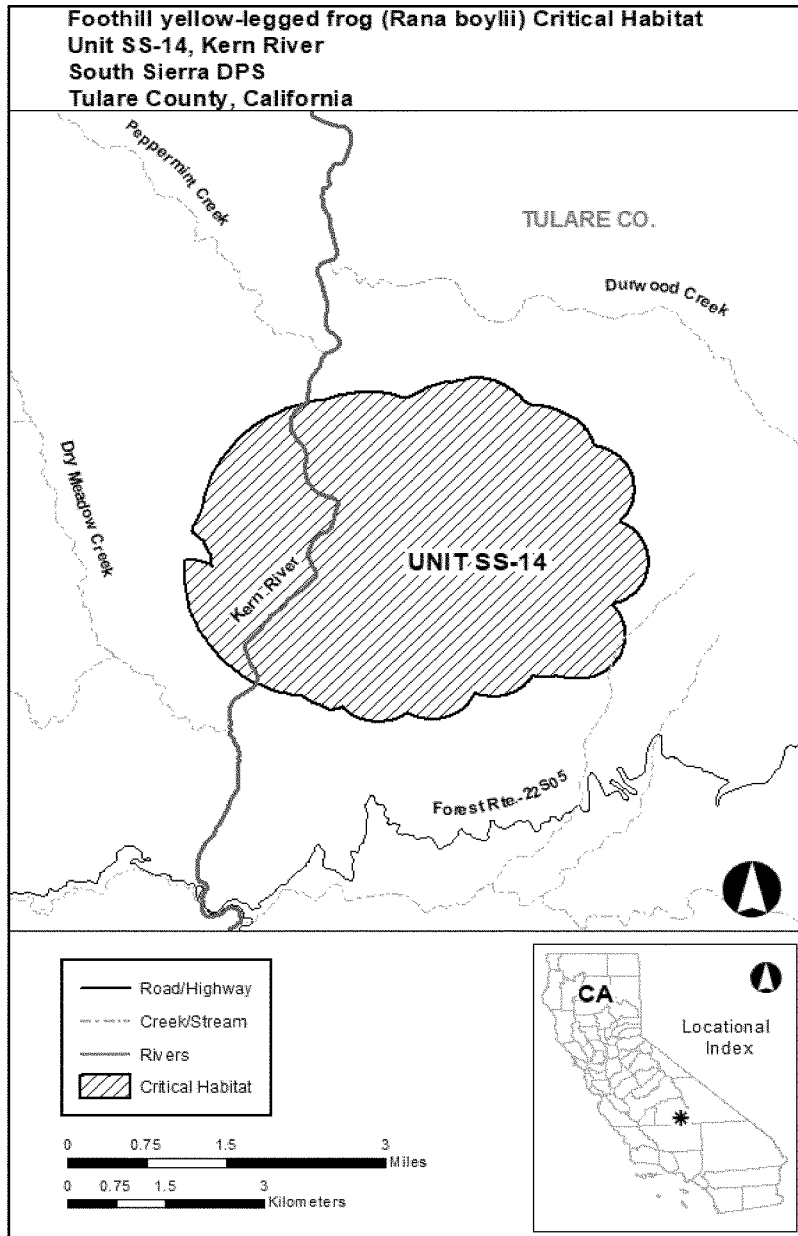 Foothill yellow-legged frog (Rana boylii) Critical Habitat
Unit SS-14, Kern River
South Sierra DPS
Tulare County, California
Peppermint Creek
TULARE CO.
Durwood Creek
Dry Meadow Creek
UNIT SS-14
Kern River
Forest Rte. 22S05
Road/Highway
Creek/Stream
Rivers
Critical Habitat
0 0.75 1.5 3
Miles
0 0.75 1.5 3
Kilometers
CA
Locational
Index